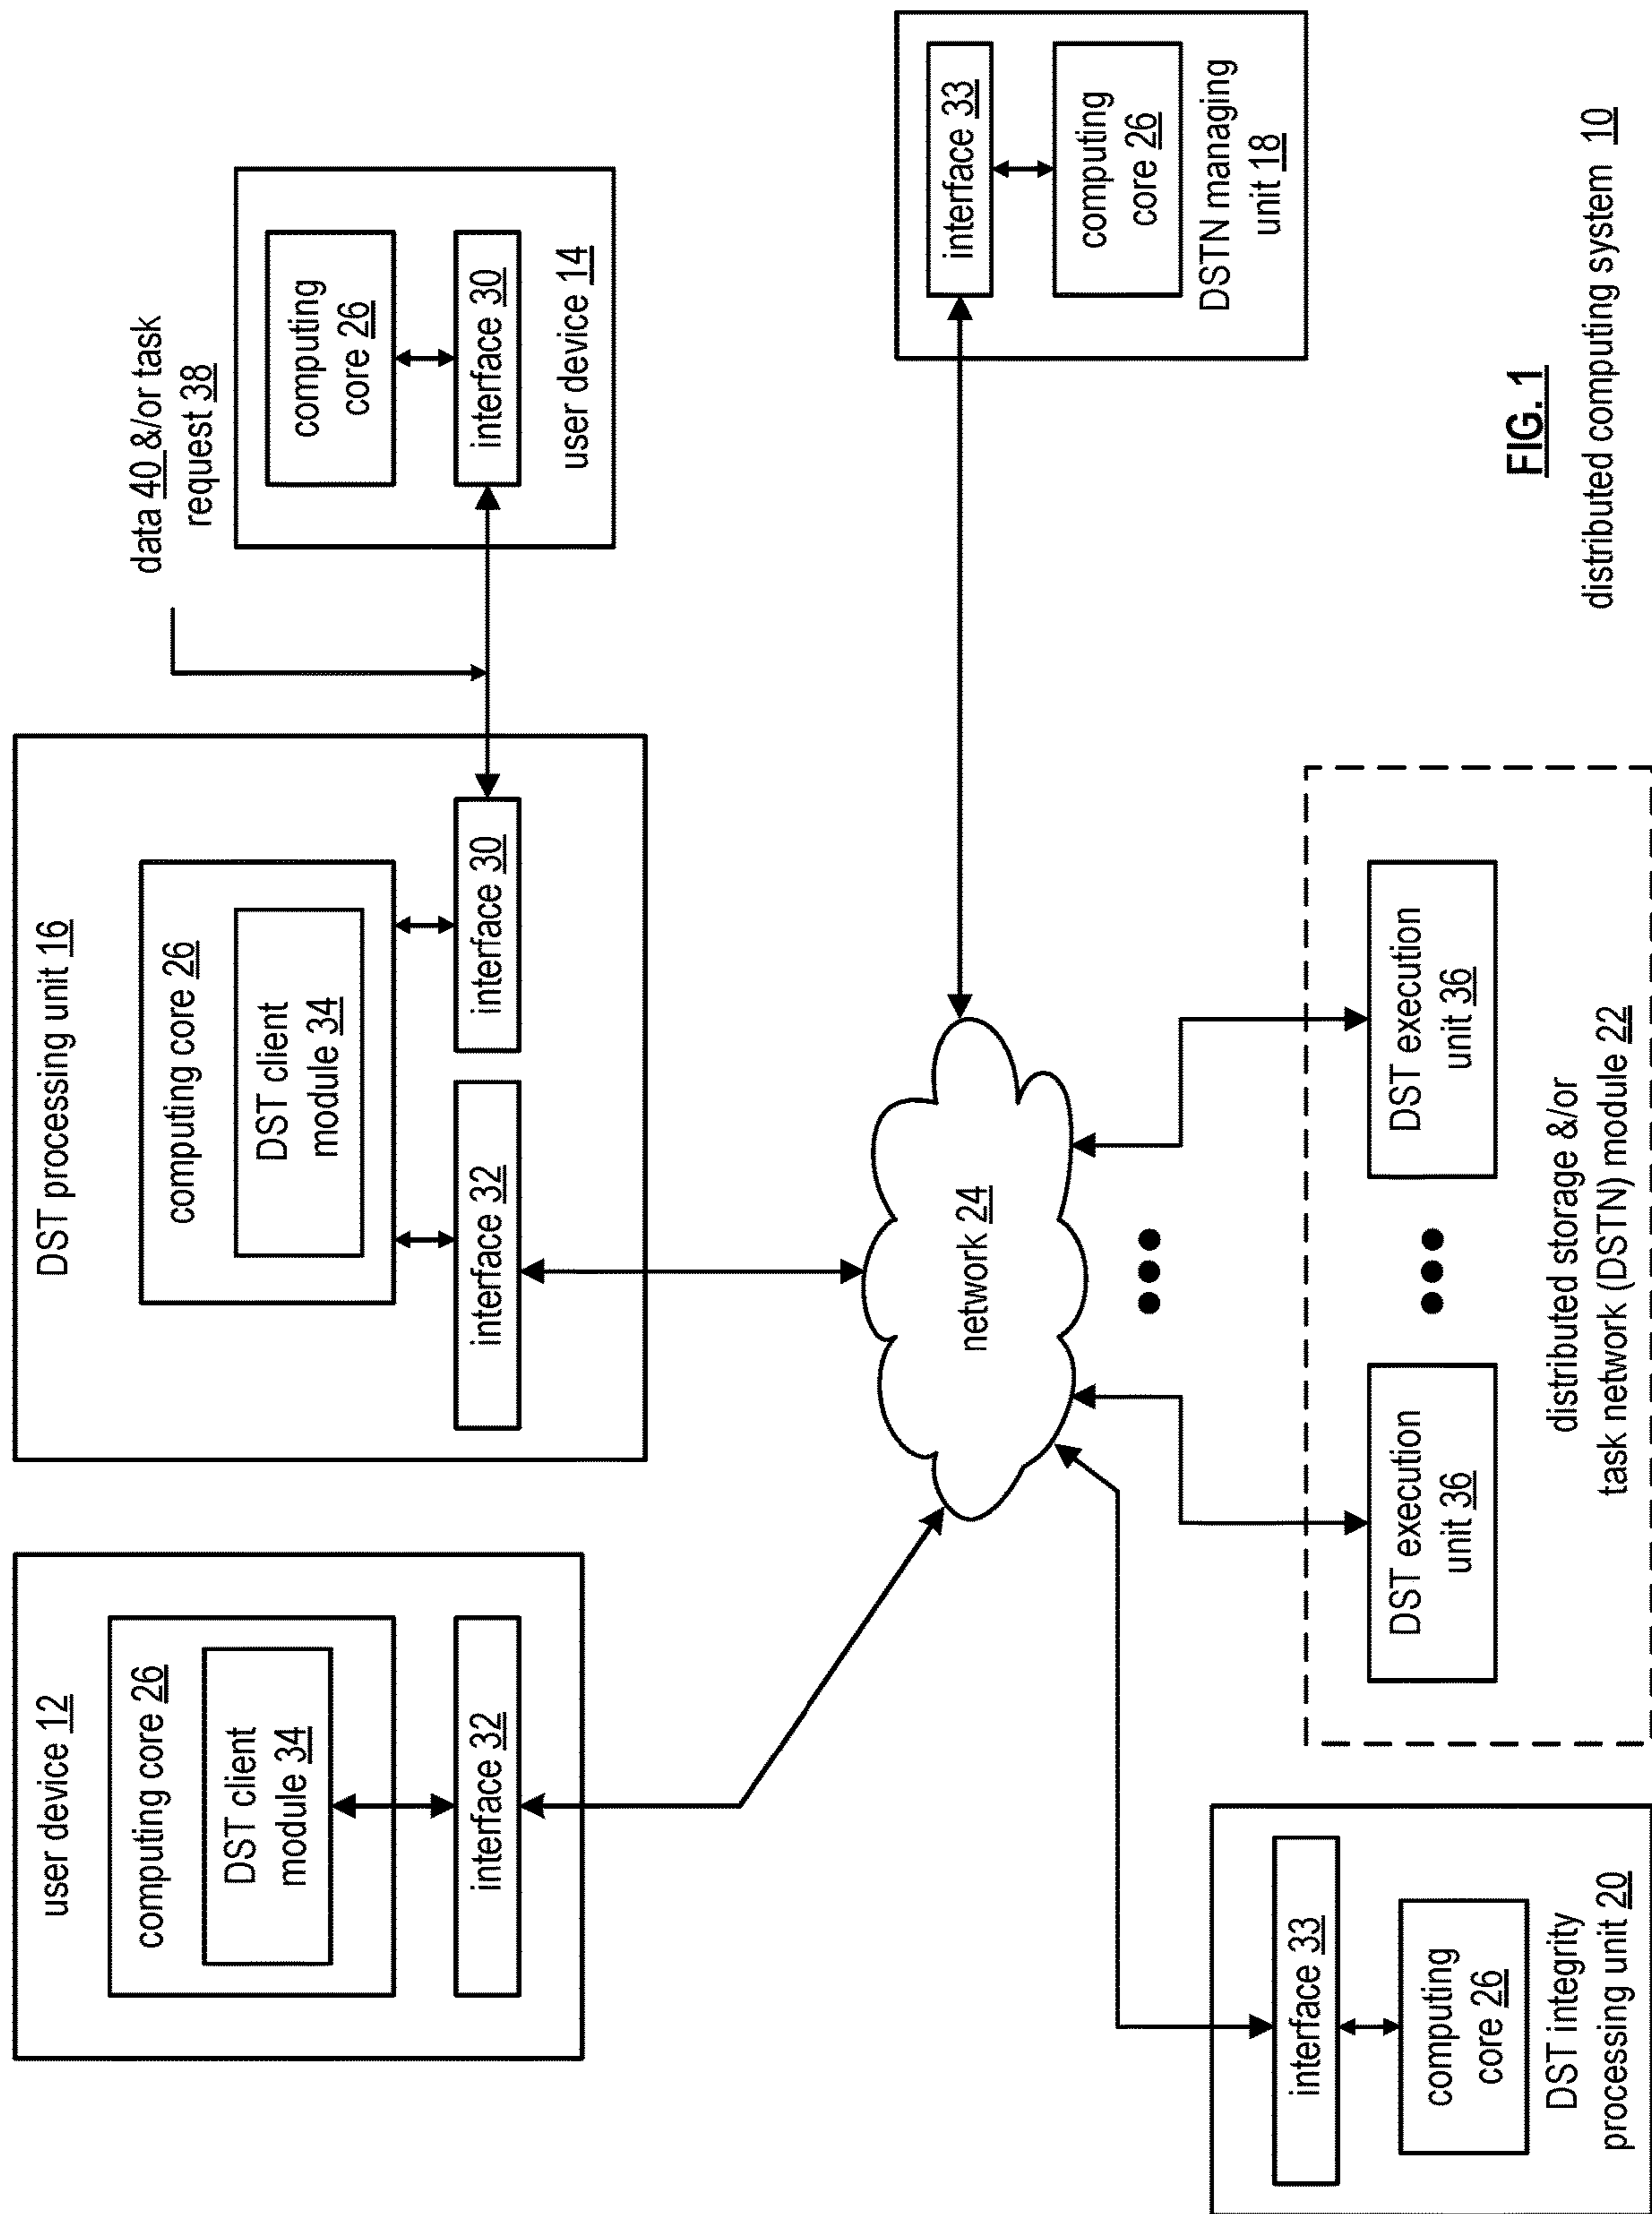 user device 12
computing core 26
DST client
module 34
interface 32
DST processing unit 16
computing core 26
DST client
module 34
interface 32
interface 30
data 40 &/or task
request 38
computing
core 26
interface 30
user device 14
network 24
interface 33
computing
core 26
DSTN managing
unit 18
interface 33
computing
core 26
DST integrity
processing unit 20
DST execution
unit 36
DST execution
unit 36
distributed storage &/or
task network (DSTN) module 22
FIG. 1
distributed computing system 10